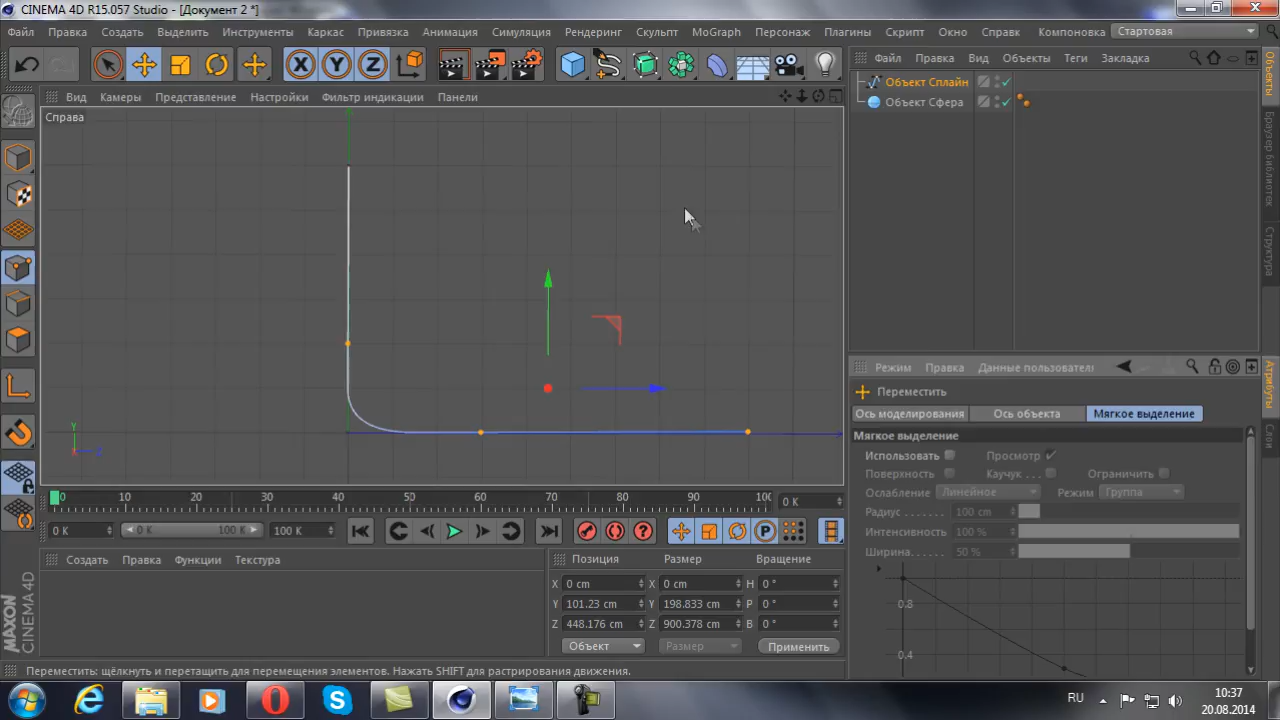 CINEMA 4D R15.057 Studio - [Документ 2 *]
Файл Правка Создать Выделить Инструменты Каркас Привязка Анимация Симуляция Рендеринг Скульпт MoGraph Персонаж Плагины Скрипт Окно Справк Компоновка Стартовая
X Y Z
Файл Правка Вид Объекты Теги Закладка
Вид Камеры Представление Настройки Фильтр индикации Панели
Справа
Объект Сплайн
Объект Сфера
Объекты
Браузер библиотек
Структура
Y
Режим Правка Данные пользовател
Переместить
Ось моделирования Ось объекта Мягкое выделение
Мягкое выделение
Использовать Просмотр
Поверхность Каучук Ограничить
Ослабление Линейное Режим Группа
Радиус 100 cm
Интенсивность 100 %
Ширина 50 %
0.8
0.4
Атрибуты
Слои
0 10 20 30 40 50 60 70 80 90 100 0 K
0 K 0 K 100 K 100 K
P
Создать Правка Функции Текстура
Позиция Размер Вращение
X 0 cm X 0 cm H 0 °
Y 101.23 cm Y 198.833 cm P 0 °
Z 448.176 cm Z 900.378 cm B 0 °
Объект Размер Применить
MAXON CINEMA 4D
Переместить: щёлкнуть и перетащить для перемещения элементов. Нажать SHIFT для растрирования движения.
RU
10:37
20.08.2014